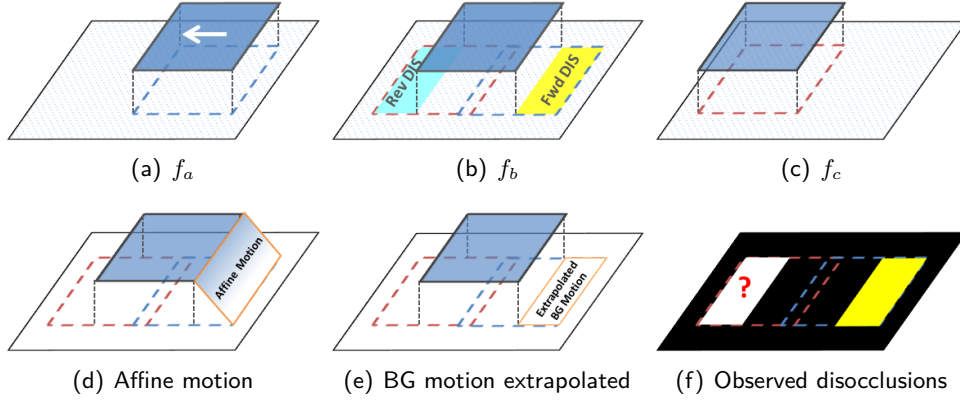 Rev DIS
Fwd DIS
(a) f_a
(b) f_b
(c) f_c
Affine Motion
Extrapolated
BG Motion
?
(d) Affine motion
(e) BG motion extrapolated
(f) Observed disocclusions